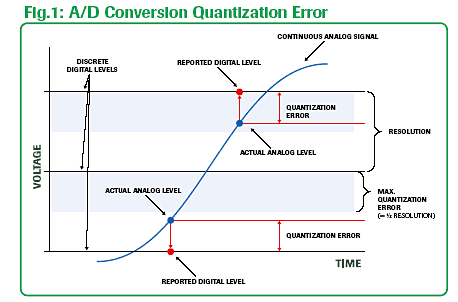 Fig.1: A/D Conversion Quantization Error
CONTINUOUS ANALOG SIGNAL
DISCRETE
DIGITAL LEVELS
REPORTED DIGITAL LEVEL
QUANTIZATION
ERROR
RESOLUTION
ACTUAL ANALOG LEVEL
VOLTAGE
ACTUAL ANALOG LEVEL
MAX.
QUANTIZATION
ERROR
(= ½ RESOLUTION)
QUANTIZATION ERROR
TIME
REPORTED DIGITAL LEVEL